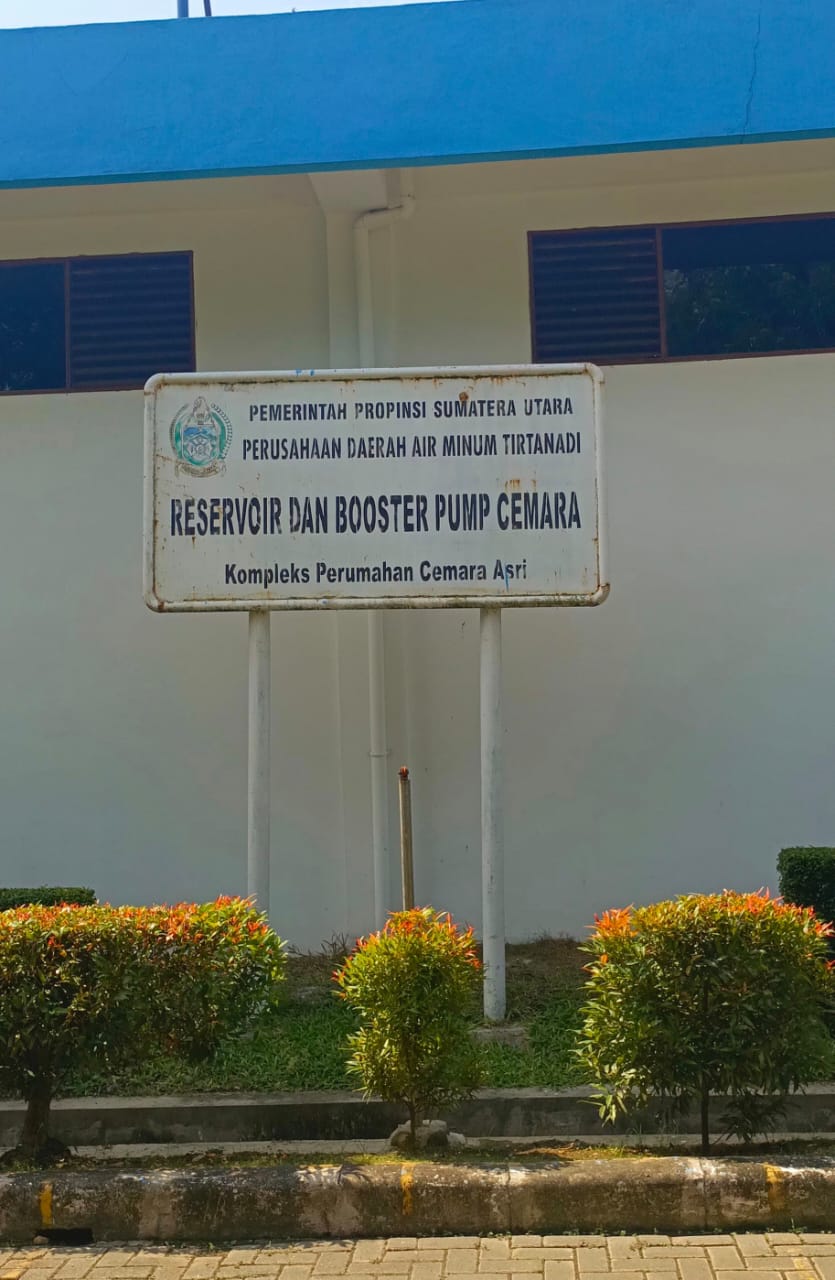 PEMERINTAH PROPINSI SUMATERA UTARA
PERUSAHAAN DAERAH AIR MINUM TIRTANADI
RESERVOIR DAN BOOSTER PUMP CEMARA
Kompleks Perumahan Cemara Asri